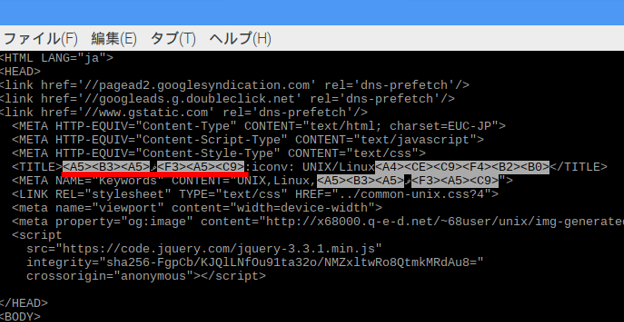 ファイル(F) 編集(E) タブ(T) ヘルプ(H)
<HTML LANG="ja">
<HEAD>
<link href='//pagead2.googlesyndication.com' rel='dns-prefetch'/>
<link href='//googleads.g.doubleclick.net' rel='dns-prefetch'/>
<link href='//www.gstatic.com' rel='dns-prefetch'/>
<META HTTP-EQUIV="Content-Type" CONTENT="text/html; charset=EUC-JP">
<META HTTP-EQUIV="Content-Script-Type" CONTENT="text/javascript">
<META HTTP-EQUIV="Content-Style-Type" CONTENT="text/css">
<TITLE><A5><B3><A5>ޥ<F3><A5><C9>:iconv: UNIX/Linux<A4><CE><C9><F4><B2><B0></TITLE>
<META NAME="Keywords" CONTENT="UNIX,Linux,<A5><B3><A5>ޥ<F3><A5><C9>">
<LINK REL="stylesheet" TYPE="text/css" HREF="../common-unix.css?4">
<meta name="viewport" content="width=device-width">
<meta property="og:image" content="http://x68000.q-e-d.net/~68user/unix/img-generate
<script
src="https://code.jquery.com/jquery-3.3.1.min.js"
integrity="sha256-FgpCb/KJQlLNfOu91ta32o/NMZxltwRo8QtmkMRdAu8="
crossorigin="anonymous"></script>
</HEAD>
<BODY>